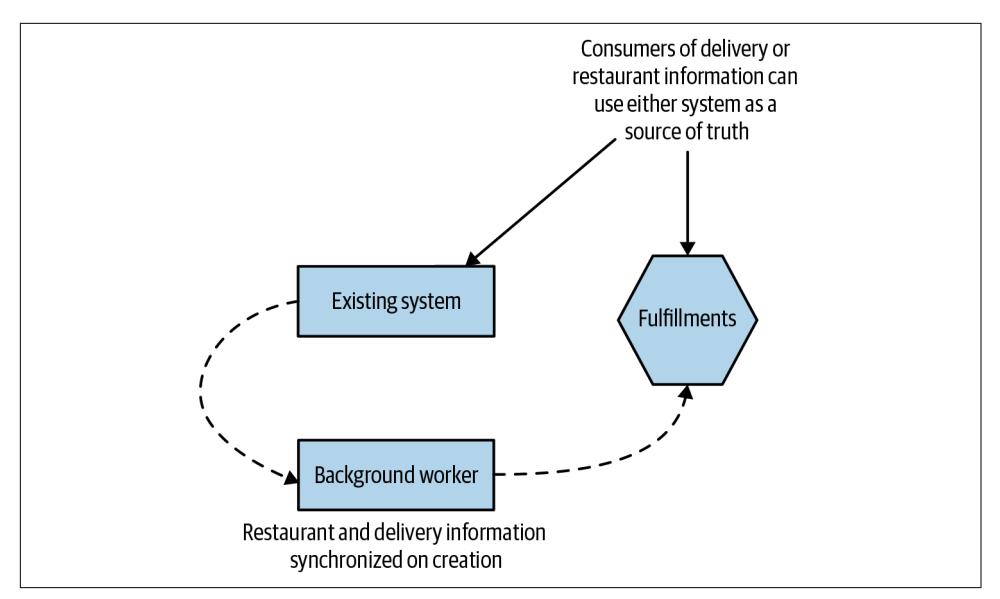 Consumers of delivery or
restaurant information can
use either system as a
source of truth
Existing system
Fulfillments
Background worker
Restaurant and delivery information
synchronized on creation